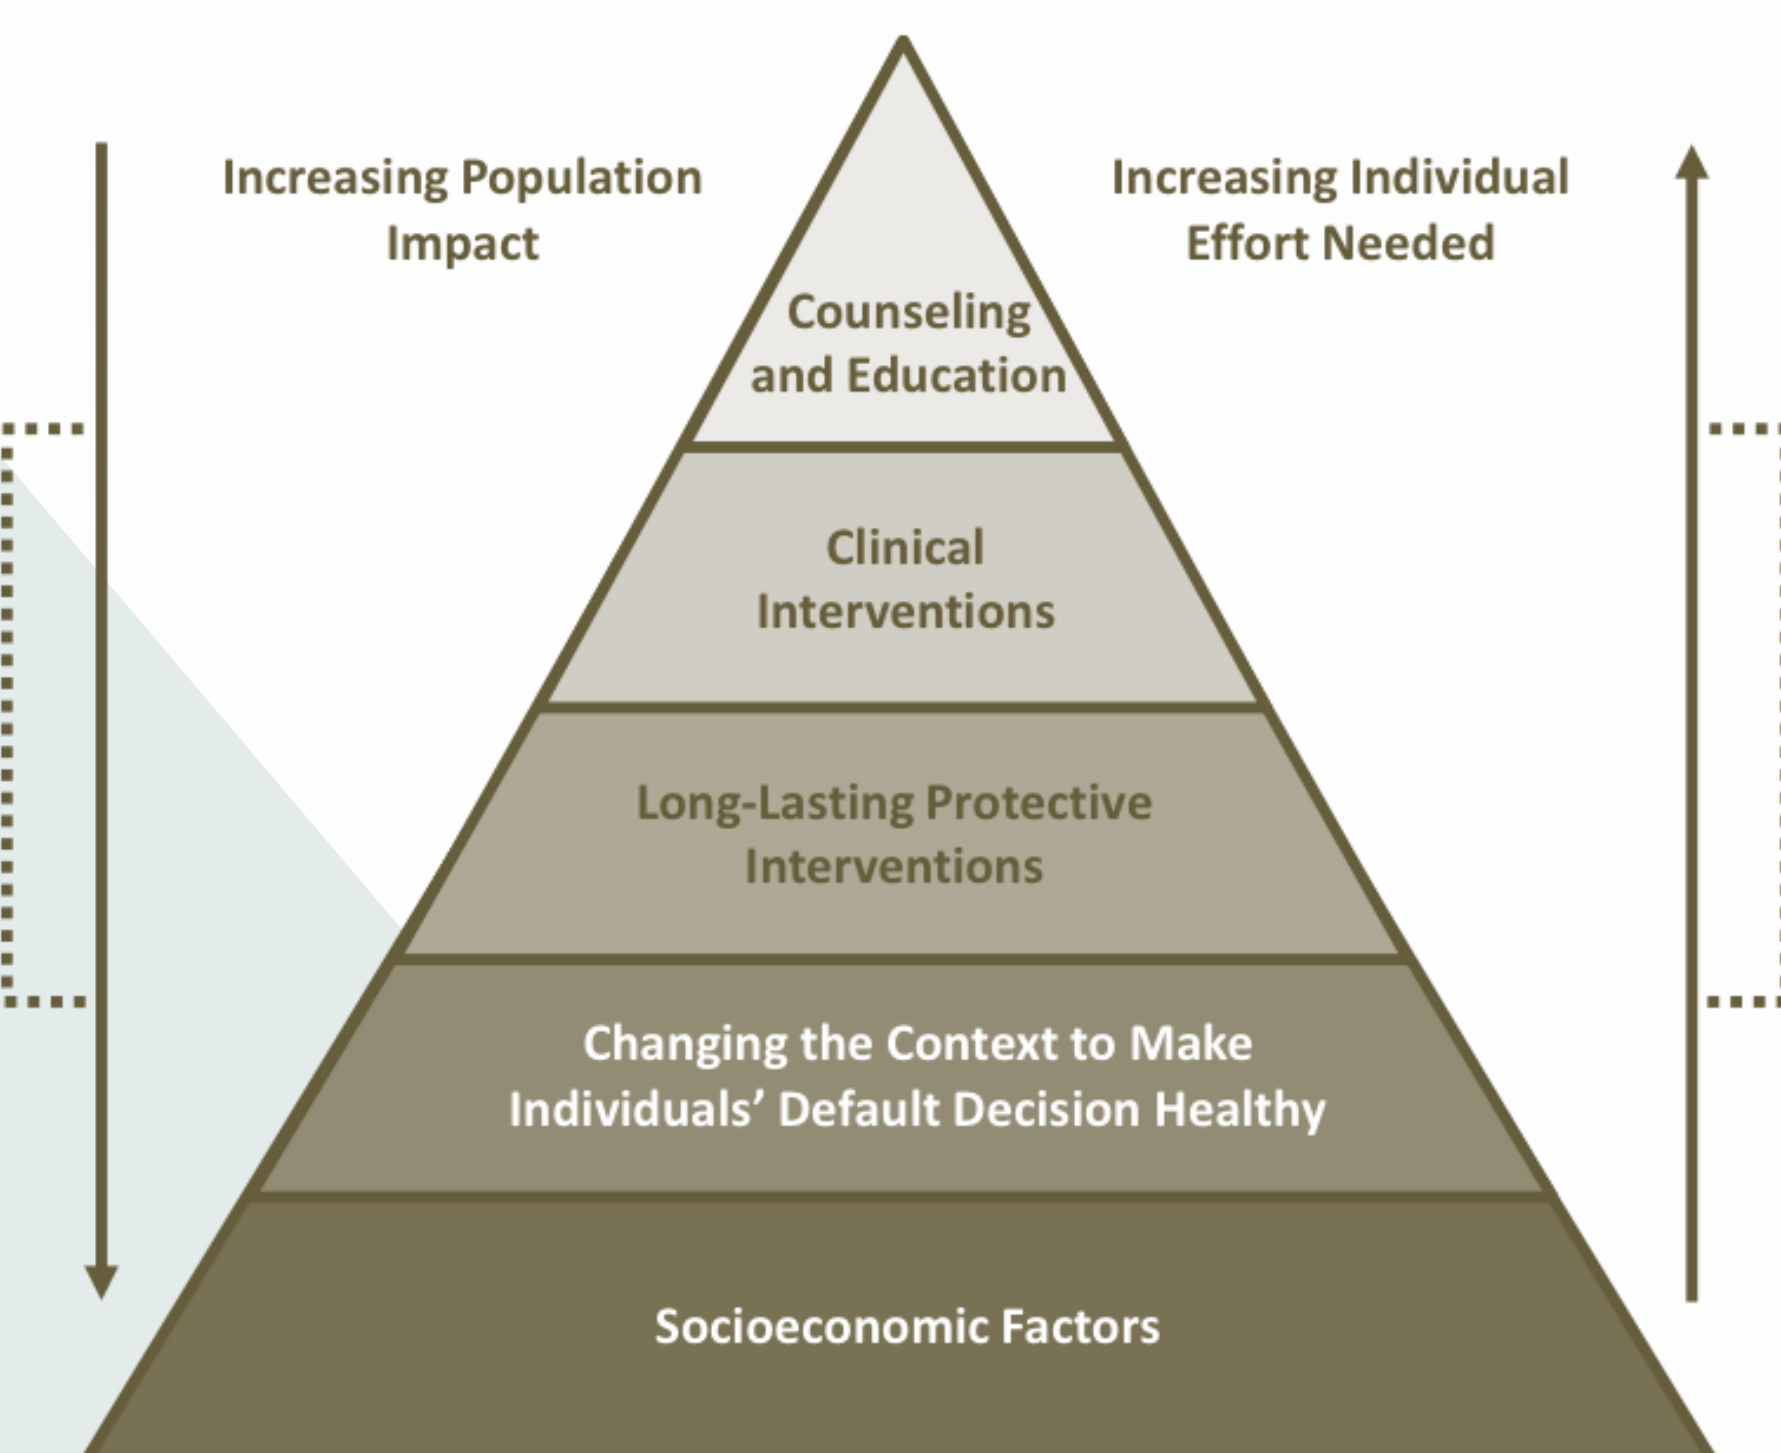 Increasing Population
Impact
Increasing Individual
Effort Needed
Counseling
and Education
Clinical
Interventions
Long-Lasting Protective
Interventions
Changing the Context to Make
Individuals’ Default Decision Healthy
Socioeconomic Factors